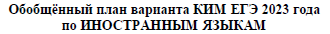 Обобщённый план варианта КИМ ЕГЭ 2023 года
по ИНОСТРАННЫМ ЯЗЫКАМ